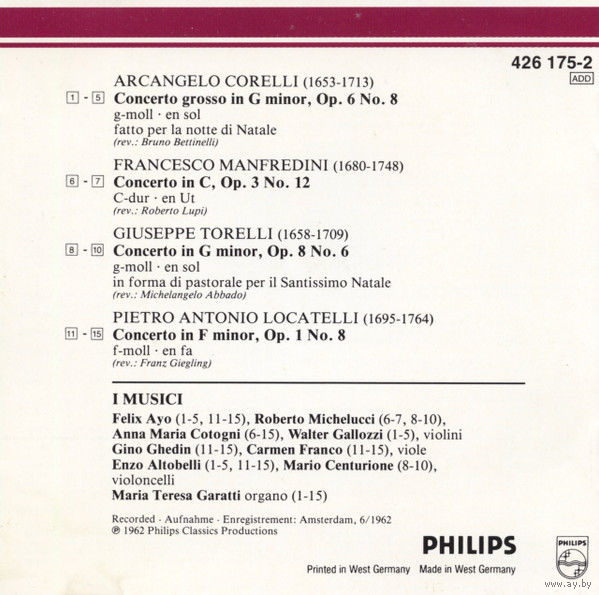 426 175-2
ADD
ARCANGELO CORELLI (1653-1713)
1 - 5 Concerto grosso in G minor, Op. 6 No. 8
g-moll · en sol
fatto per la notte di Natale
(rev.: Bruno Bettinelli)
FRANCESCO MANFREDINI (1680-1748)
6 - 7 Concerto in C, Op. 3 No. 12
C-dur · en Ut
(rev.: Roberto Lupi)
GIUSEPPE TORELLI (1658-1709)
8 - 10 Concerto in G minor, Op. 8 No. 6
g-moll · en sol
in forma di pastorale per il Santissimo Natale
(rev.: Michelangelo Abbado)
PIETRO ANTONIO LOCATELLI (1695-1764)
11 - 15 Concerto in F minor, Op. 1 No. 8
f-moll · en fa
(rev.: Franz Giegling)
I MUSICI
Felix Ayo (1-5, 11-15), Roberto Michelucci (6-7, 8-10),
Anna Maria Cotogni (6-15), Walter Gallozzi (1-5), violini
Gino Ghedin (11-15), Carmen Franco (11-15), viole
Enzo Altobelli (1-5, 11-15), Mario Centurione (8-10),
violoncelli
Maria Teresa Garatti organo (1-15)
Recorded · Aufnahme · Enregistrement: Amsterdam, 6/1962
℗ 1962 Philips Classics Productions
PHILIPS
PHILIPS
Printed in West Germany Made in West Germany
www.ay.by